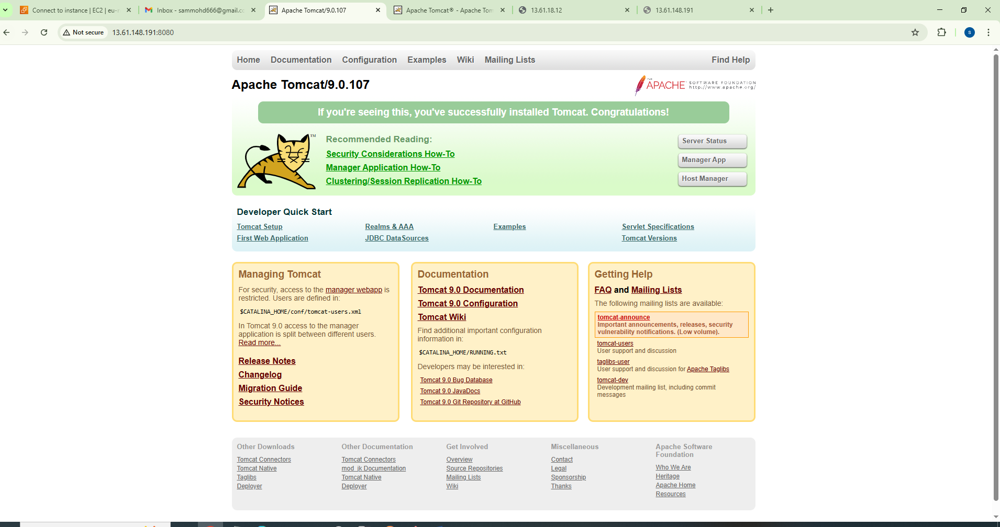 Connect to instance | EC2 | eu-r
Inbox - sammohd666@gmail.cc
Apache Tomcat/9.0.107
Apache Tomcat® - Apache Tom
13.61.18.12
13.61.148.191
Not secure
13.61.148.191:8080
s
Home Documentation Configuration Examples Wiki Mailing Lists Find Help
Apache Tomcat/9.0.107
THE
APACHE SOFTWARE FOUNDATION
http://www.apache.org/
If you're seeing this, you've successfully installed Tomcat. Congratulations!
TM
Recommended Reading:
Security Considerations How-To
Manager Application How-To
Clustering/Session Replication How-To
Server Status
Manager App
Host Manager
Developer Quick Start
Tomcat Setup
First Web Application
Realms & AAA
JDBC DataSources
Examples
Servlet Specifications
Tomcat Versions
Managing Tomcat
For security, access to the manager webapp is
restricted. Users are defined in:
$CATALINA_HOME/conf/tomcat-users.xml
In Tomcat 9.0 access to the manager
application is split between different users.
Read more...
Release Notes
Changelog
Migration Guide
Security Notices
Documentation
Tomcat 9.0 Documentation
Tomcat 9.0 Configuration
Tomcat Wiki
Find additional important configuration
information in:
$CATALINA_HOME/RUNNING.txt
Developers may be interested in:
Tomcat 9.0 Bug Database
Tomcat 9.0 JavaDocs
Tomcat 9.0 Git Repository at GitHub
Getting Help
FAQ and Mailing Lists
The following mailing lists are available:
tomcat-announce
Important announcements, releases, security
vulnerability notifications. (Low volume).
tomcat-users
User support and discussion
taglibs-user
User support and discussion for Apache Taglibs
tomcat-dev
Development mailing list, including commit
messages
Other Downloads
Tomcat Connectors
Tomcat Native
Taglibs
Deployer
Other Documentation
Tomcat Connectors
mod_jk Documentation
Tomcat Native
Deployer
Get Involved
Overview
Source Repositories
Mailing Lists
Wiki
Miscellaneous
Contact
Legal
Sponsorship
Thanks
Apache Software
Foundation
Who We Are
Heritage
Apache Home
Resources